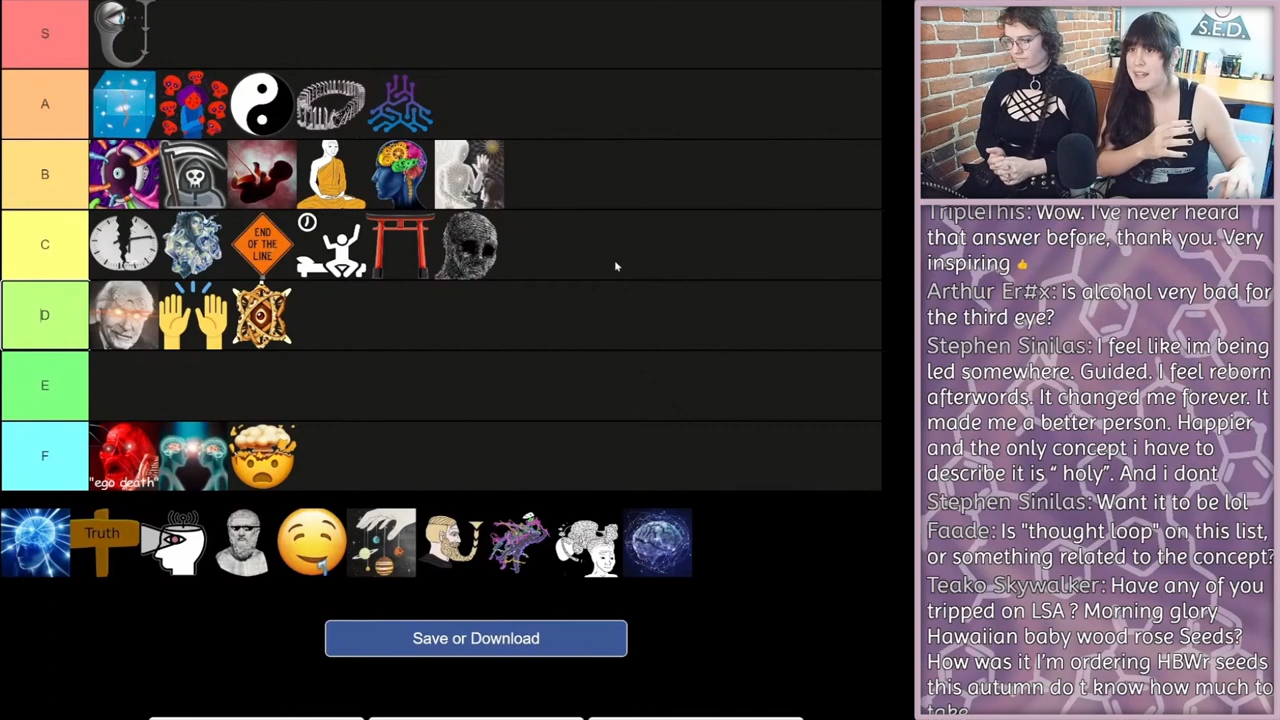 S
A
B
C
END
OF THE
LINE
D
E
F
"ego death"
Truth
Save or Download
S.E.D.
TripleThis: Wow. I've never heard
that answer before, thank you. Very
inspiring 👍
Arthur Er#x: is alcohol very bad for
the third eye?
Stephen Sinilas: I feel like im being
led somewhere. Guided. I feel reborn
afterwords. It changed me forever. It
made me a better person. Happier
and the only concept i have to
describe it is “ holy”. And i dont
Stephen Sinilas: Want it to be lol
Faade: Is "thought loop" on this list,
or something related to the concept?
Teako Skywalker: Have any of you
tripped on LSA ? Morning glory
Hawaiian baby wood rose Seeds?
How was it I’m ordering HBWr seeds
this autumn do t know how much to
take